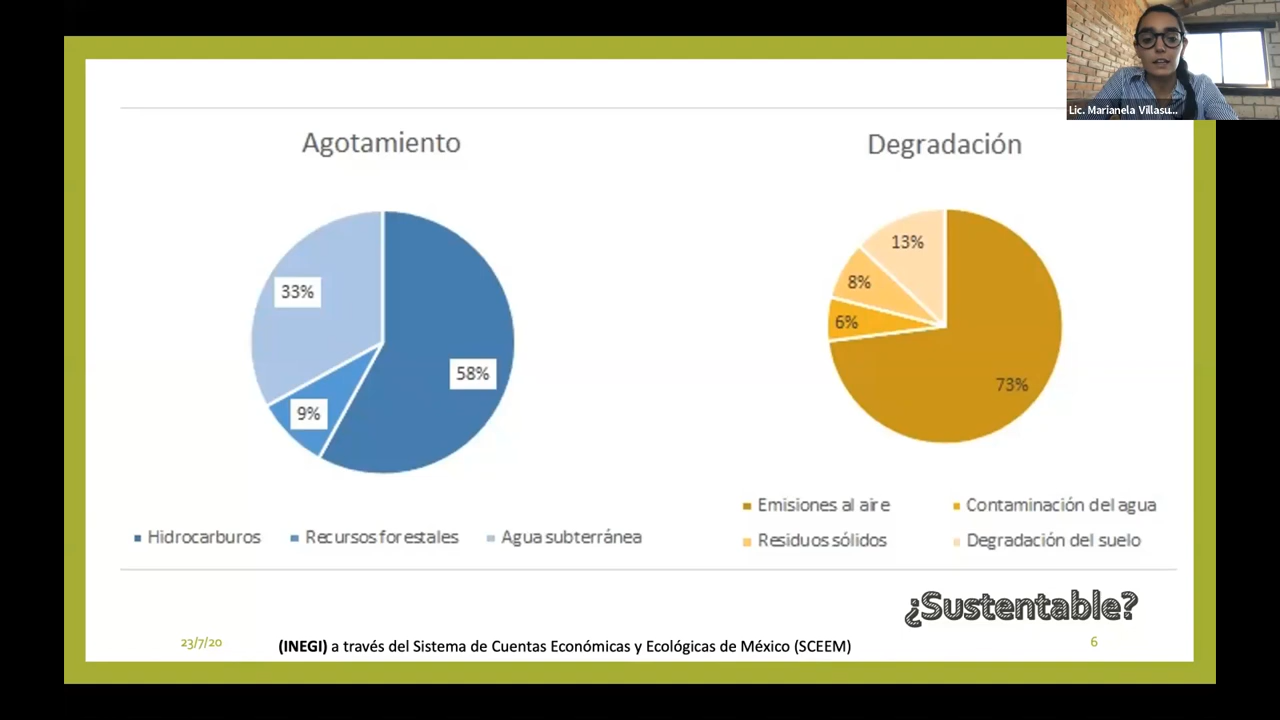 Lic. Marianela Villasu...
Agotamiento
33%
58%
9%
Hidrocarburos
Recursos forestales
Agua subterránea
Degradación
13%
8%
6%
73%
Emisiones al aire
Contaminación del agua
Residuos sólidos
Degradación del suelo
¿Sustentable?
23/7/20
(INEGI) a través del Sistema de Cuentas Económicas y Ecológicas de México (SCEEM)
6